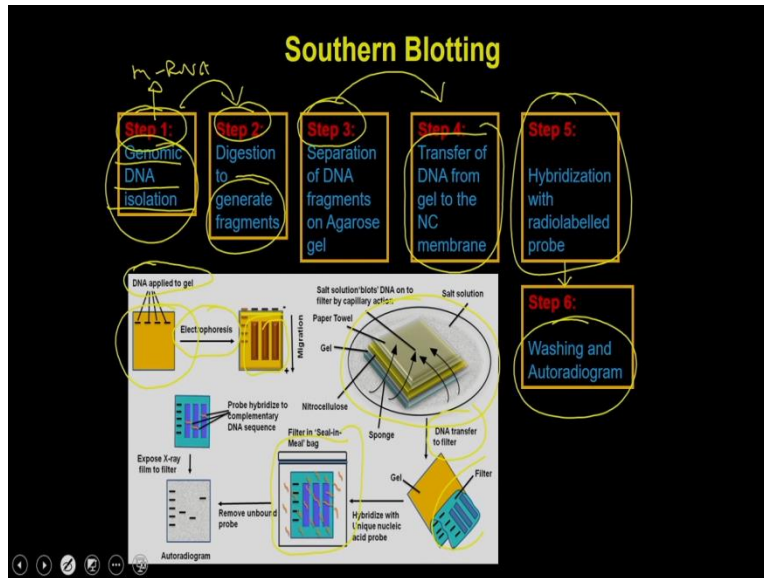 Southern Blotting
m-RNA
Step 1:
Genomic
DNA
isolation
Step 2:
Digestion
to
generate
fragments
Step 3:
Separation
of DNA
fragments
on Agarose
gel
Step 4:
Transfer of
DNA from
gel to the
NC
membrane
Step 5:
Hybridization
with
radiolabelled
probe
Step 6:
Washing and
Autoradiogram
DNA applied to gel
Electrophoresis
- 
Migration
+
Salt solution'blots' DNA on to
filter by capillary action
Salt solution
Paper Towel
Gel
Nitrocellulose
Sponge
DNA transfer
to filter
Gel
Filter
Hybridize with
Unique nucleic
acid probe
Filter in 'Seal-in-
Meal' bag
Remove unbound
probe
Probe hybridize to
complementary
DNA sequence
Expose X-ray
film to filter
Autoradiogram